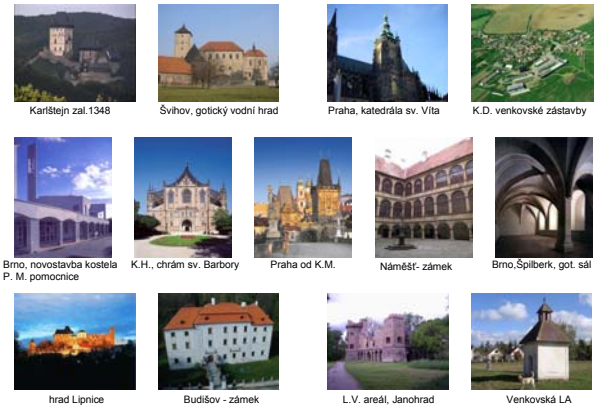 Karlštejn zal.1348
Švihov, gotický vodní hrad
Praha, katedrála sv. Víta
K.D. venkovské zástavby
Brno, novostavba kostela
P. M. pomocnice
K.H., chrám sv. Barbory
Praha od K.M.
Náměšť- zámek
Brno,Špilberk, got. sál
hrad Lipnice
Budišov - zámek
L.V. areál, Janohrad
Venkovská LA